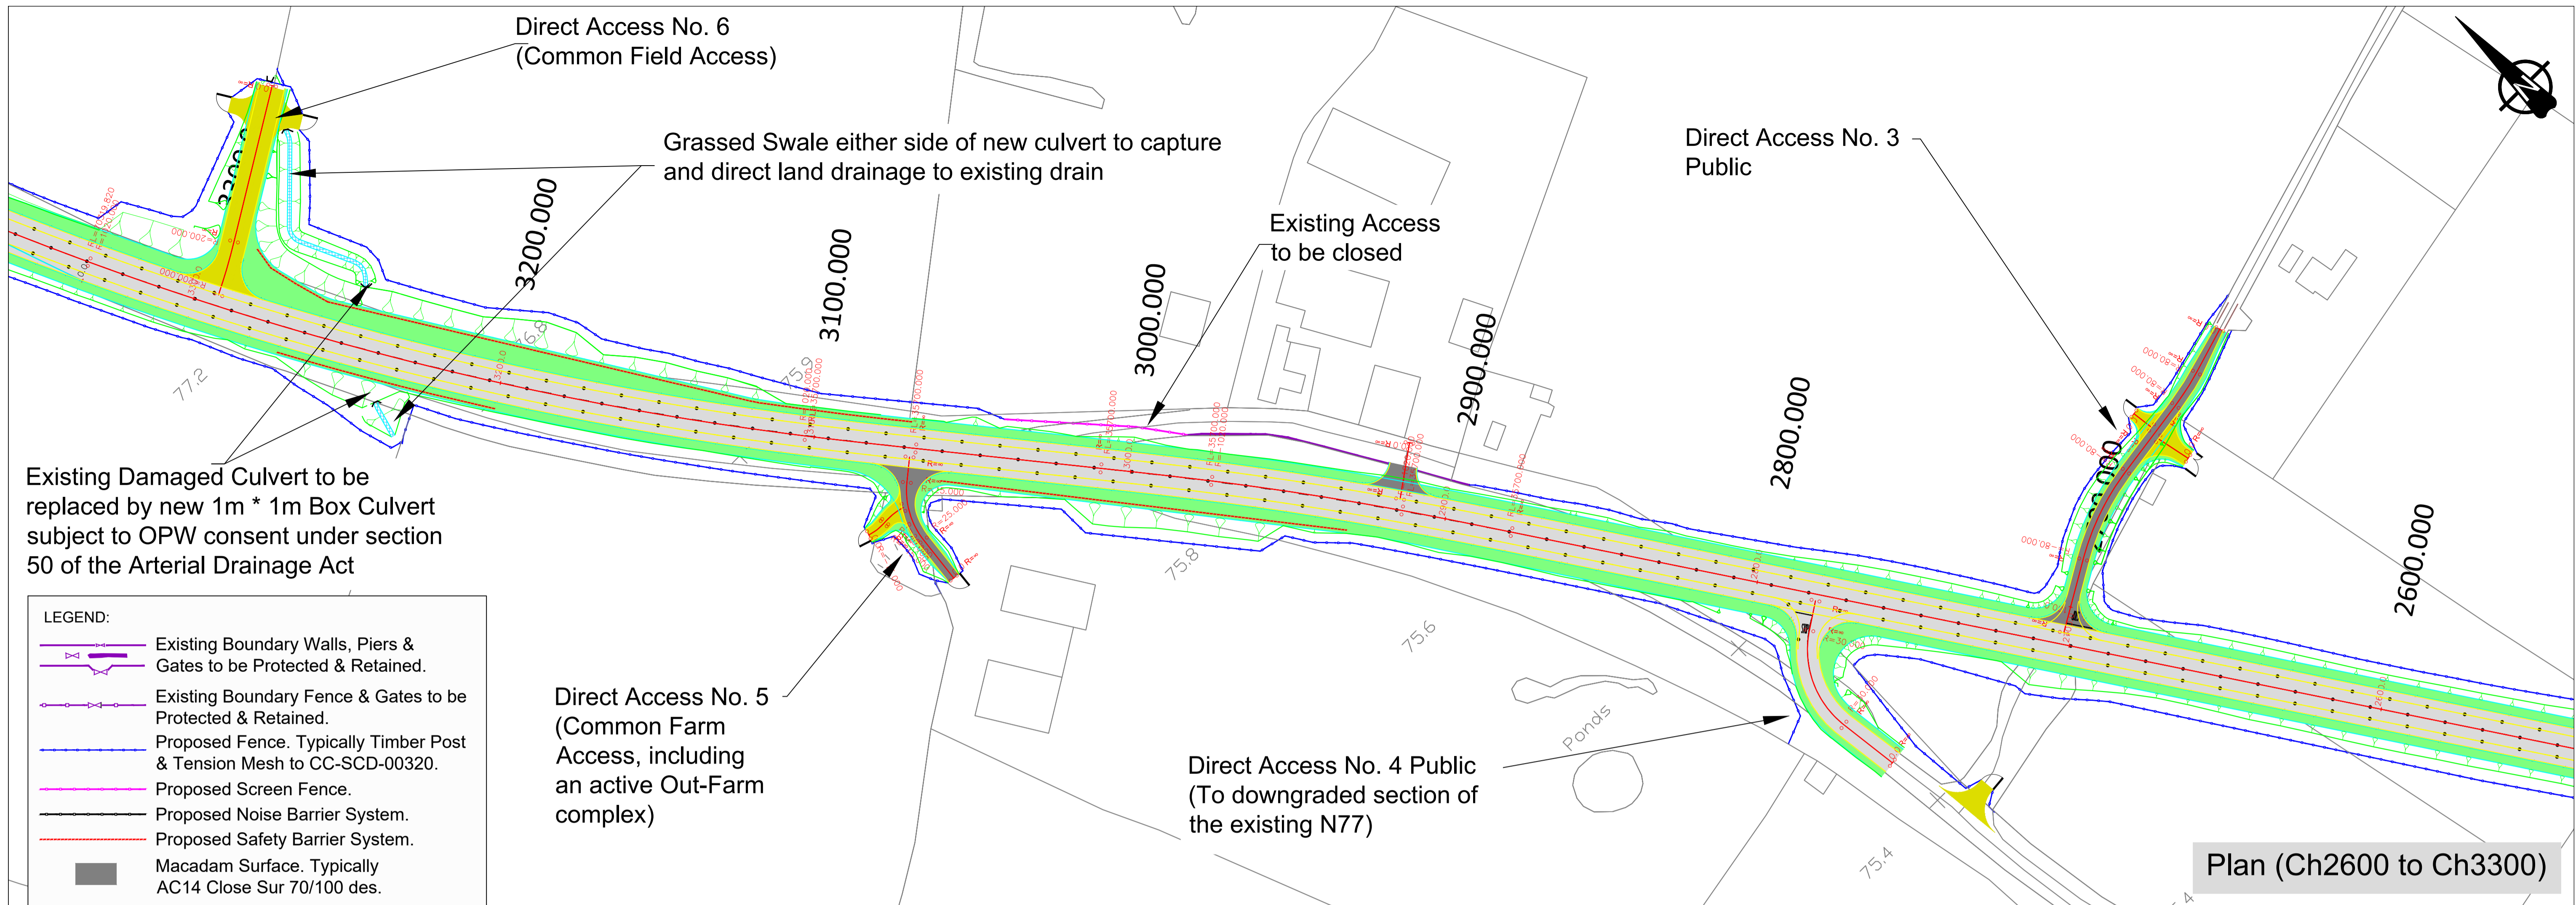 Direct Access No. 6
(Common Field Access)
Grassed Swale either side of new culvert to capture
and direct land drainage to existing drain
Direct Access No. 3
Public
Existing Access
to be closed
3200.000
3100.000
3000.000
2900.000
2800.000
2600.000
77.2
76.8
75.9
75.8
75.6
75.4
Ponds
Existing Damaged Culvert to be
replaced by new 1m * 1m Box Culvert
subject to OPW consent under section
50 of the Arterial Drainage Act
Direct Access No. 5
(Common Farm
Access, including
an active Out-Farm
complex)
Direct Access No. 4 Public
(To downgraded section of
the existing N77)
LEGEND:
Existing Boundary Walls, Piers &
Gates to be Protected & Retained.
Existing Boundary Fence & Gates to be
Protected & Retained.
Proposed Fence. Typically Timber Post
& Tension Mesh to CC-SCD-00320.
Proposed Screen Fence.
Proposed Noise Barrier System.
Proposed Safety Barrier System.
Macadam Surface. Typically
AC14 Close Sur 70/100 des.
Plan (Ch2600 to Ch3300)